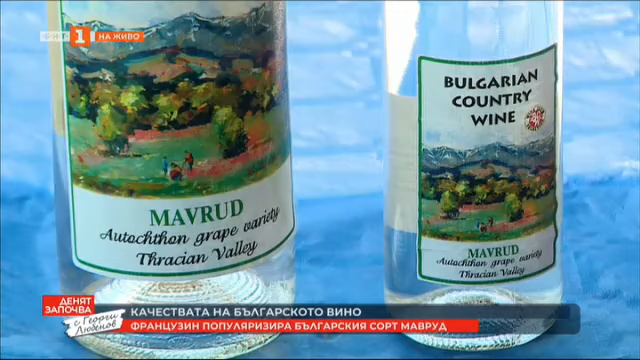 БНТ 1 НА ЖИВО
MAVRUD
Autochthon grape variety
Thracian Valley
BULGARIAN
COUNTRY
WINE
MAVRUD
Autochthon grape variety
Thracian Valley
ДЕНЯТ
ЗАПОЧВА
с Георги
Любенов
КАЧЕСТВАТА НА БЪЛГАРСКОТО ВИНО
ФРАНЦУЗИН ПОПУЛЯРИЗИРА БЪЛГАРСКИЯ СОРТ МАВРУД